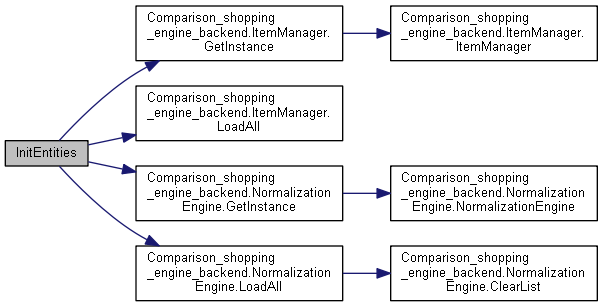 Comparison_shopping
_engine_backend.ItemManager.
GetInstance
Comparison_shopping
_engine_backend.ItemManager.
ItemManager
Comparison_shopping
_engine_backend.ItemManager.
LoadAll
InitEntities
Comparison_shopping
_engine_backend.Normalization
Engine.GetInstance
Comparison_shopping
_engine_backend.Normalization
Engine.NormalizationEngine
Comparison_shopping
_engine_backend.Normalization
Engine.LoadAll
Comparison_shopping
_engine_backend.Normalization
Engine.ClearList